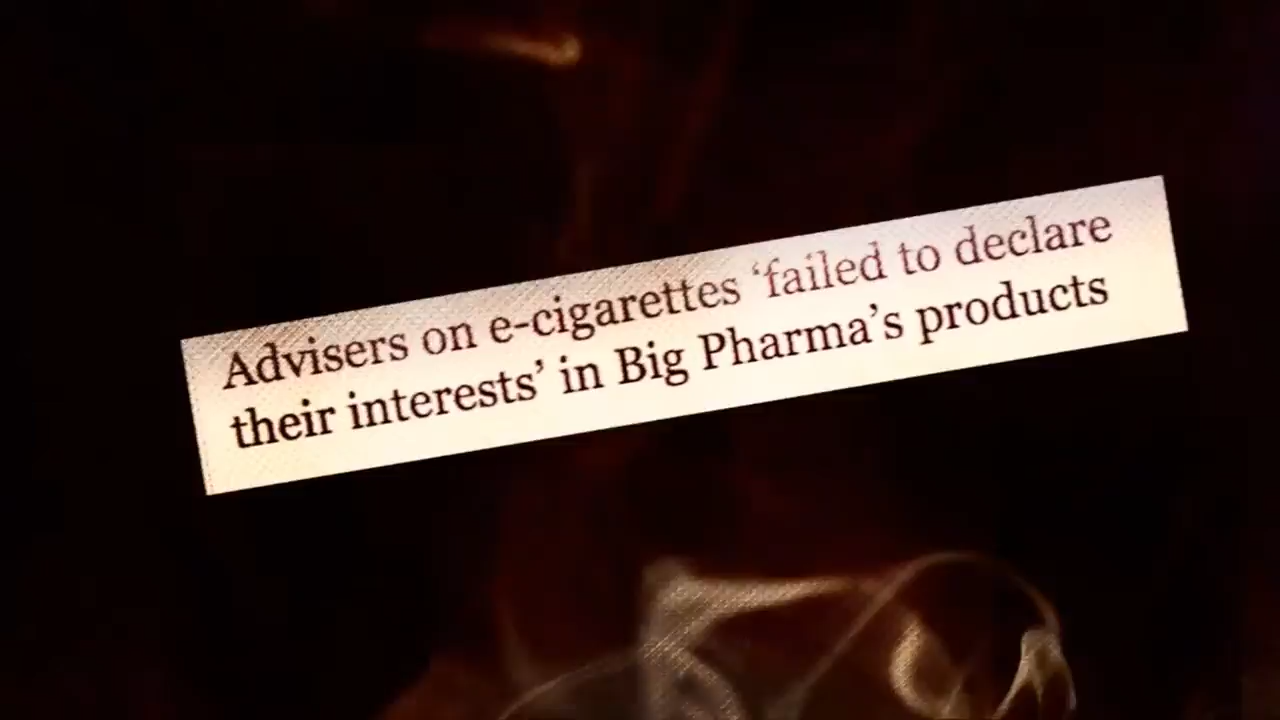 Advisers on e-cigarettes ‘failed to declare
their interests’ in Big Pharma’s products